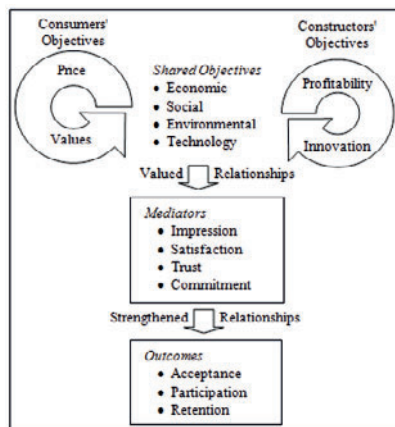 Consumers'
Objectives
Price
Values
Shared Objectives
• Economic
• Social
• Environmental
• Technology
Constructors'
Objectives
Profitability
Innovation
Valued Relationships
Mediators
• Impression
• Satisfaction
• Trust
• Commitment
Strengthened Relationships
Outcomes
• Acceptance
• Participation
• Retention